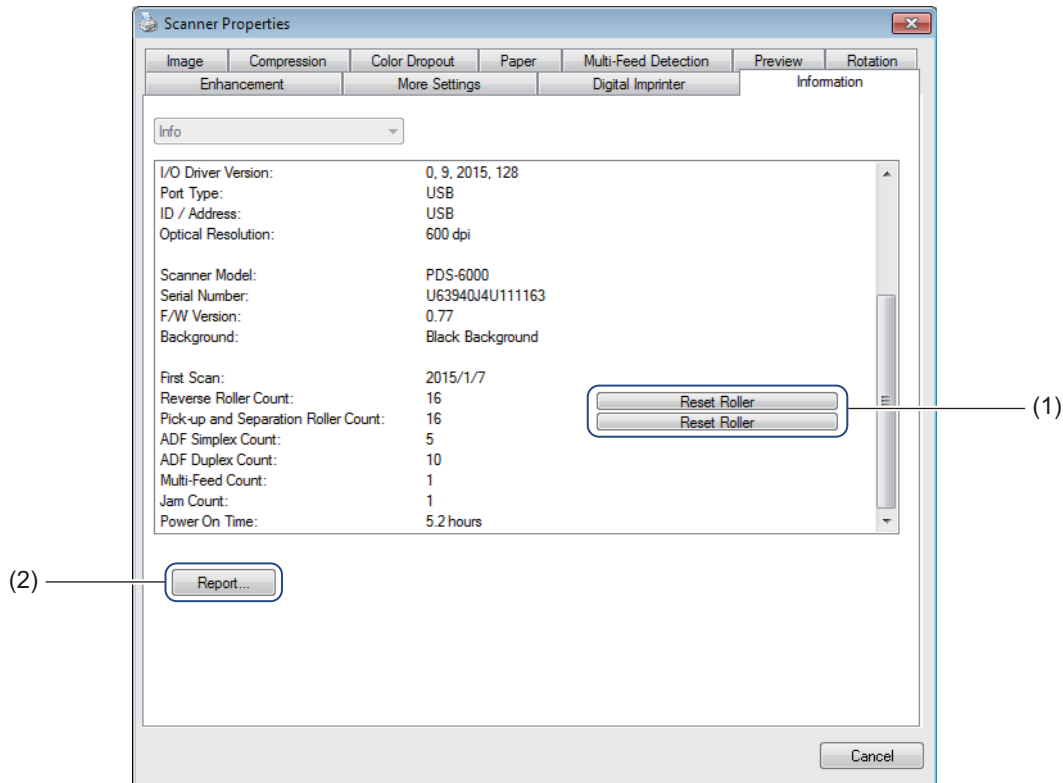 Scanner Properties
Image Compression Color Dropout Paper Multi-Feed Detection Preview Rotation
Enhancement More Settings Digital Imprinter Information
Info
I/O Driver Version: 0, 9, 2015, 128
Port Type: USB
ID / Address: USB
Optical Resolution: 600 dpi
Scanner Model: PDS-6000
Serial Number: U63940J4U111163
F/W Version: 0.77
Background: Black Background
First Scan: 2015/1/7
Reverse Roller Count: 16 Reset Roller (1)
Pick-up and Separation Roller Count: 16 Reset Roller
ADF Simplex Count: 5
ADF Duplex Count: 10
Multi-Feed Count: 1
Jam Count: 1
Power On Time: 5.2 hours
(2) Report...
Cancel